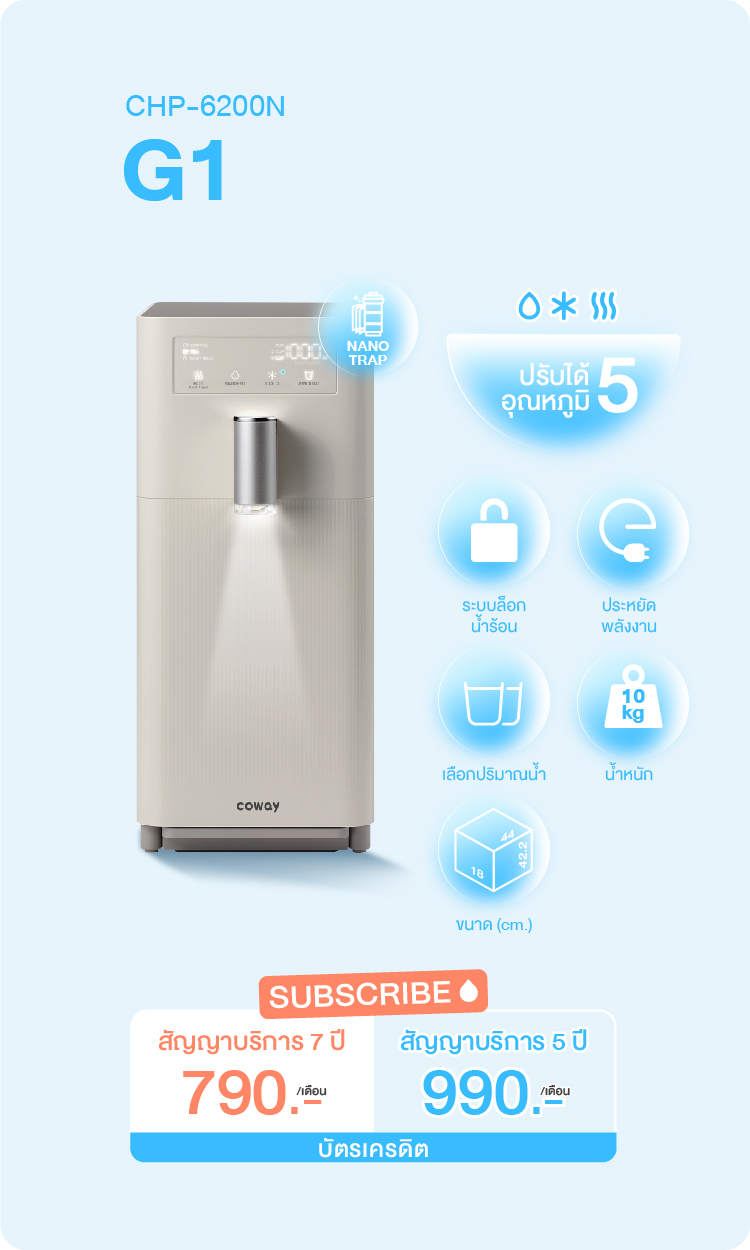 CHP-6200N
G1
NANO
TRAP
ปรับได้
อุณหภูมิ
5
1000
ระบบล็อก
น้ำร้อน
ประหยัด
พลังงาน
10
kg
เลือกปริมาณน้ำ
น้ำหนัก
coway
44
42.2
18
ขนาด (cm.)
SUBSCRIBE
สัญญาบริการ 7 ปี
790.-
/เดือน
สัญญาบริการ 5 ปี
990.-
/เดือน
บัตรเครดิต